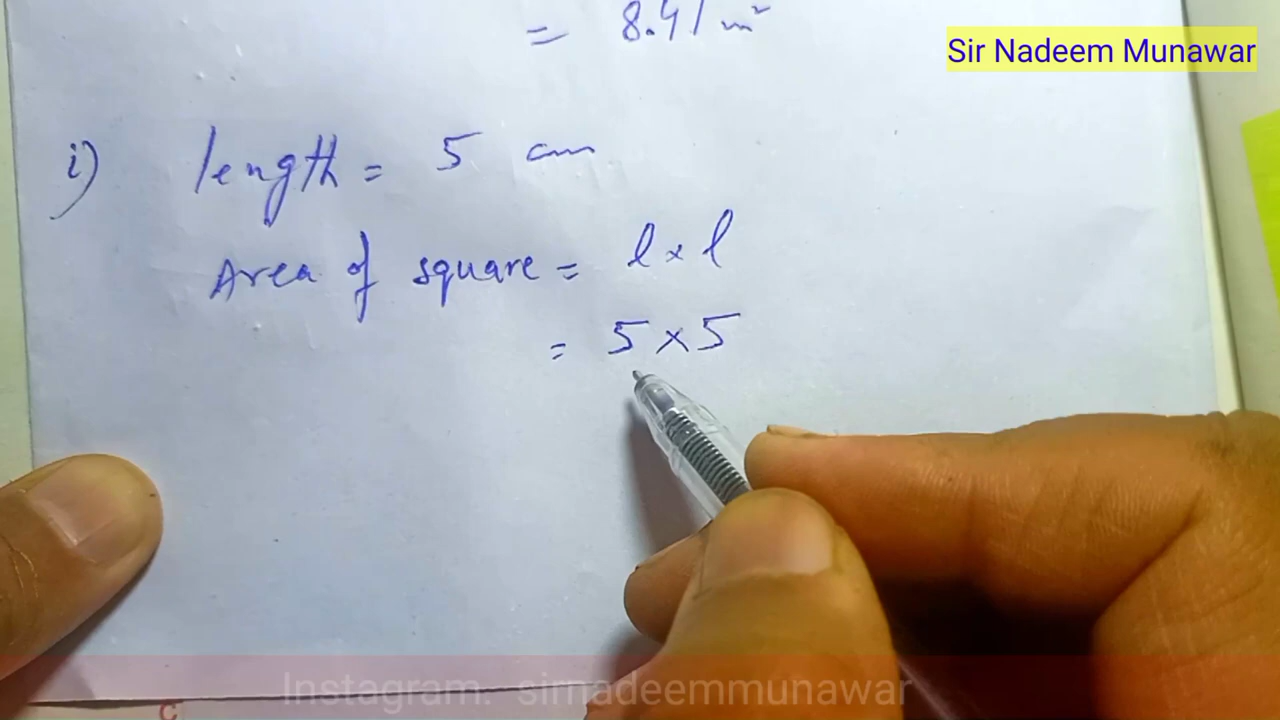 = 8.41 m²
Sir Nadeem Munawar
i) length = 5 cm
Area of square = l × l
= 5 × 5
Instagram: sirnadeemmunawar